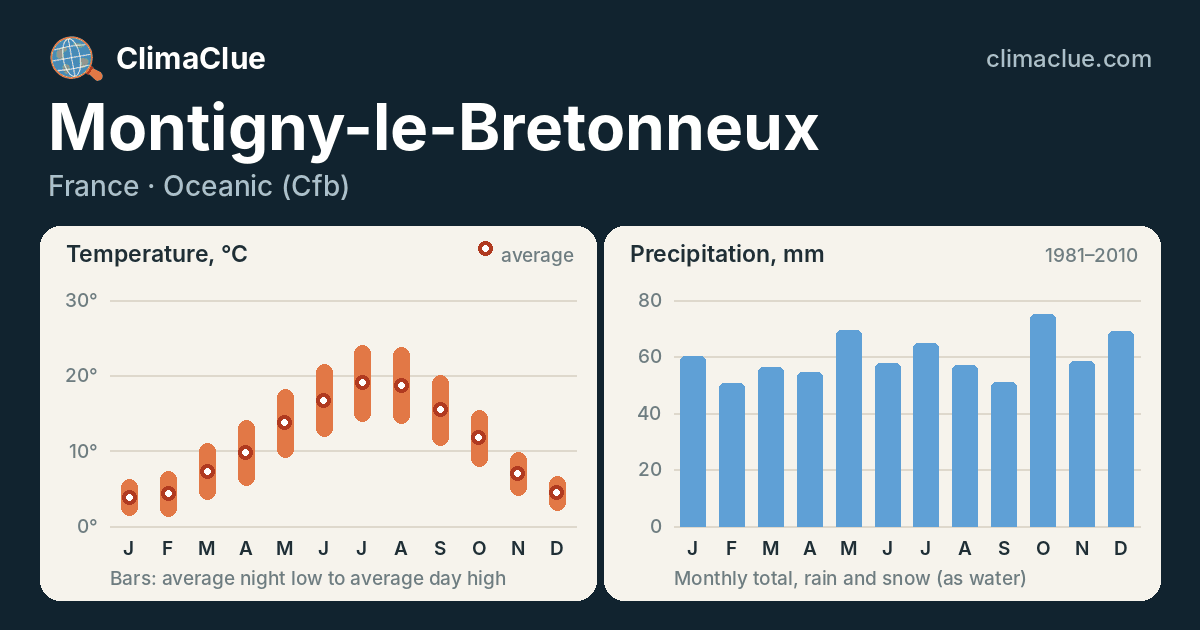 ClimaClue
climaclue.com
Montigny-le-Bretonneux
France · Oceanic (Cfb)
Temperature, °C
average
30°
20°
10°
0°
J F M A M J J A S O N D
Bars: average night low to average day high
Precipitation, mm
1981–2010
80
60
40
20
0
J F M A M J J A S O N D
Monthly total, rain and snow (as water)